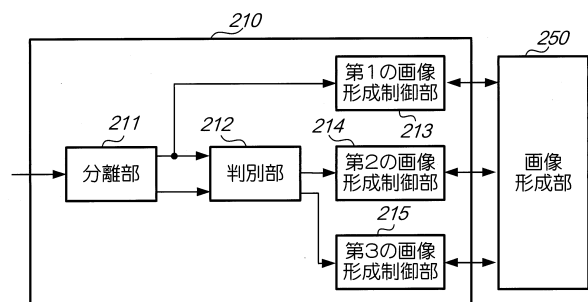 210
250
第1の画像
形成制御部
213
211
分離部
212
判別部
214
第2の画像
形成制御部
画像
形成部
215
第3の画像
形成制御部